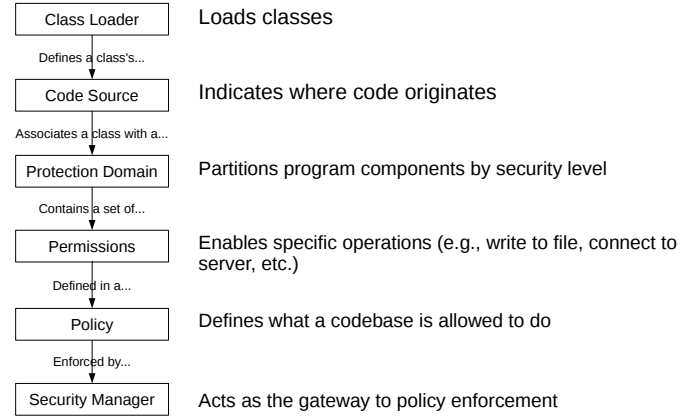 Class Loader
Loads classes
Defines a class's...
Code Source
Indicates where code originates
Associates a class with a...
Protection Domain
Partitions program components by security level
Contains a set of...
Permissions
Enables specific operations (e.g., write to file, connect to
server, etc.)
Defined in a...
Policy
Defines what a codebase is allowed to do
Enforced by...
Security Manager
Acts as the gateway to policy enforcement